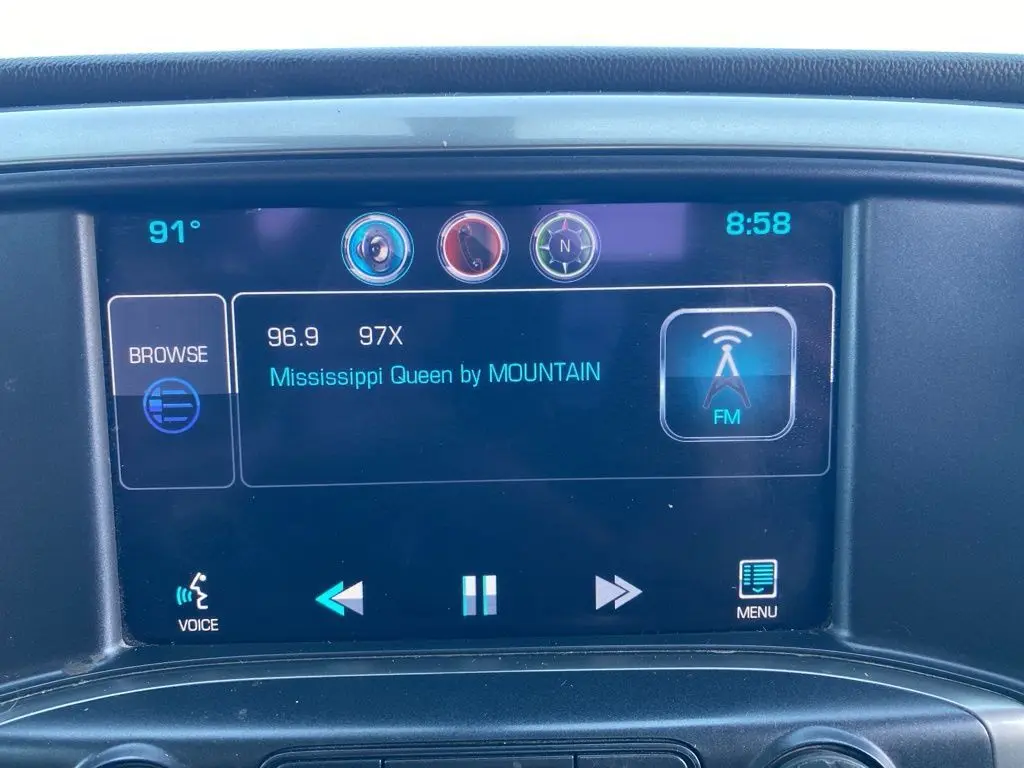 91°
N
8:58
BROWSE
96.9 97X
Mississippi Queen by MOUNTAIN
FM
VOICE
MENU